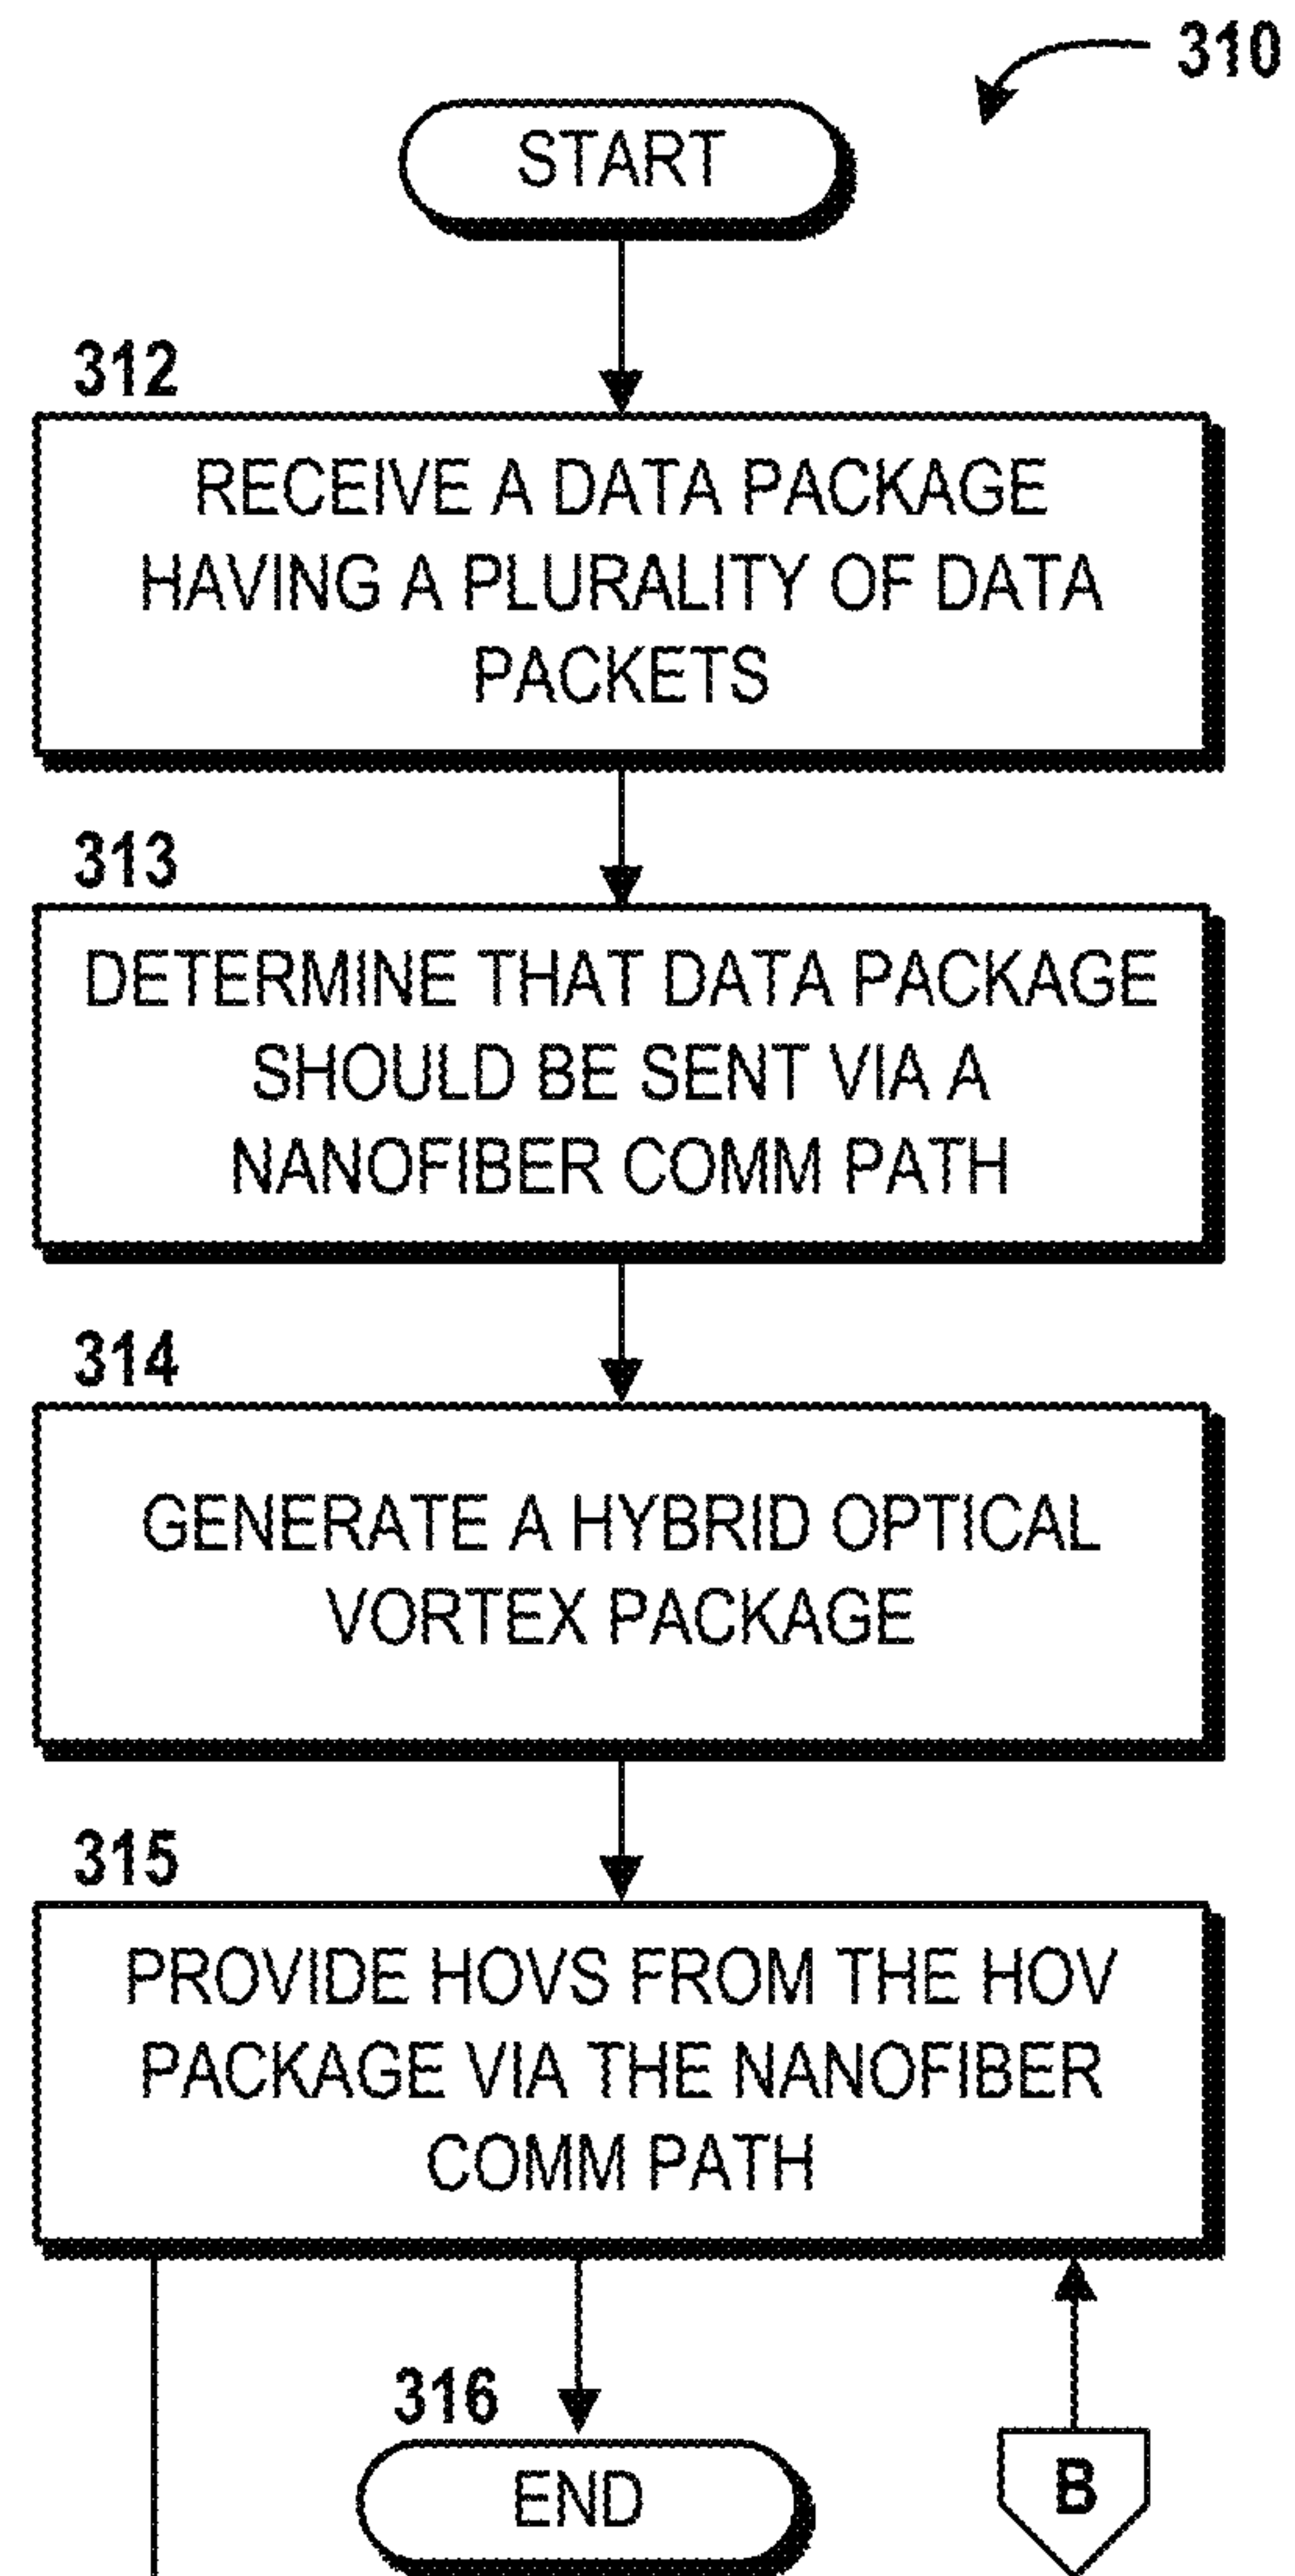 310
START
312
RECEIVE A DATA PACKAGE
HAVING A PLURALITY OF DATA
PACKETS
313
DETERMINE THAT DATA PACKAGE
SHOULD BE SENT VIA A
NANOFIBER COMM PATH
314
GENERATE A HYBRID OPTICAL
VORTEX PACKAGE
315
PROVIDE HOVS FROM THE HOV
PACKAGE VIA THE NANOFIBER
COMM PATH
316
END
B